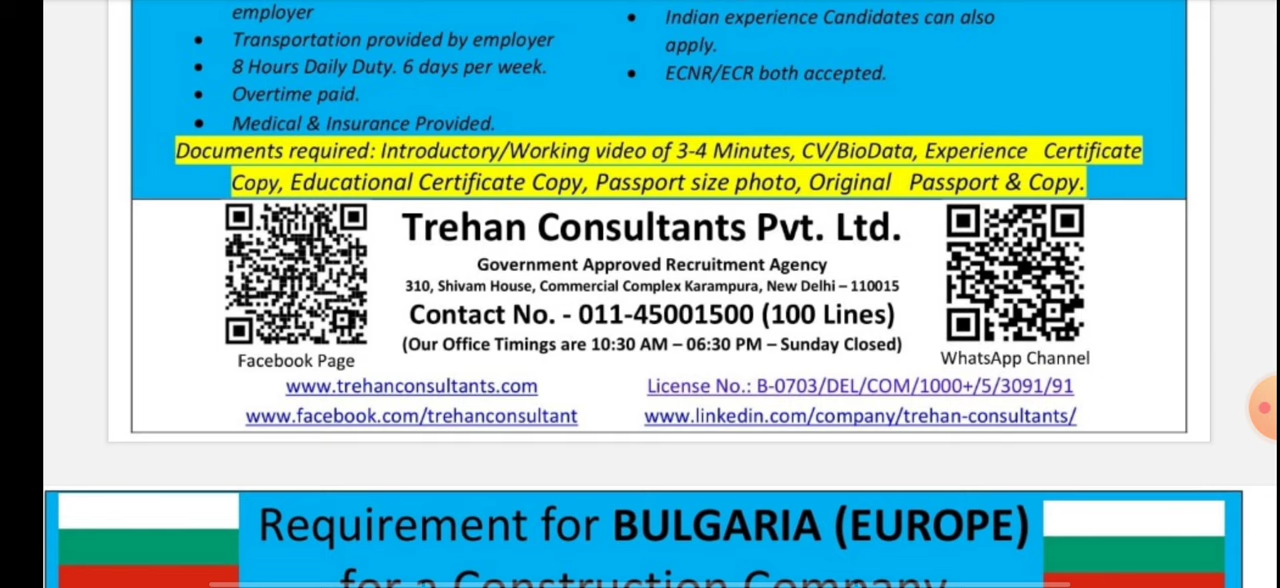 employer
• Transportation provided by employer
• 8 Hours Daily Duty. 6 days per week.
• Overtime paid.
• Medical & Insurance Provided.
• Indian experience Candidates can also
apply.
• ECNR/ECR both accepted.
Documents required: Introductory/Working video of 3-4 Minutes, CV/BioData, Experience Certificate
Copy, Educational Certificate Copy, Passport size photo, Original Passport & Copy.
Trehan Consultants Pvt. Ltd.
Government Approved Recruitment Agency
310, Shivam House, Commercial Complex Karampura, New Delhi – 110015
Contact No. - 011-45001500 (100 Lines)
(Our Office Timings are 10:30 AM – 06:30 PM – Sunday Closed)
Facebook Page
WhatsApp Channel
www.trehanconsultants.com
License No.: B-0703/DEL/COM/1000+/5/3091/91
www.facebook.com/trehanconsultant
www.linkedin.com/company/trehan-consultants/
Requirement for BULGARIA (EUROPE)
for a Construction Company